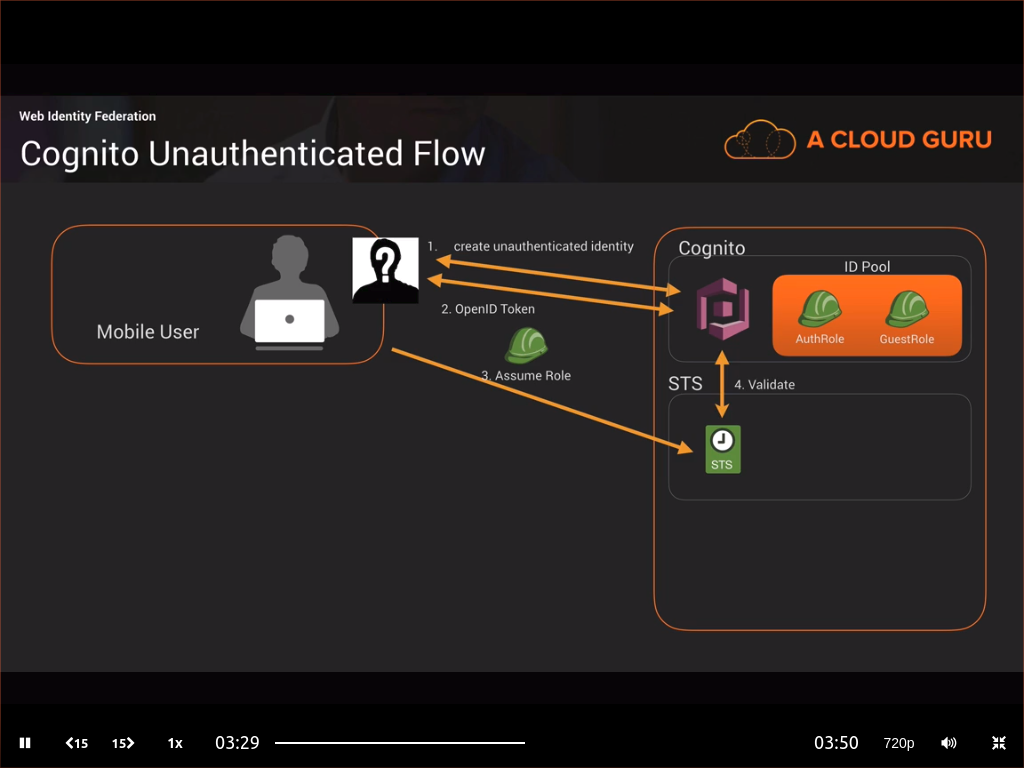 Web Identity Federation
Cognito Unauthenticated Flow
A CLOUD GURU
1. create unauthenticated identity
Cognito
ID Pool
2. OpenID Token
Mobile User
AuthRole GuestRole
3. Assume Role
STS
4. Validate
STS
15 15 1x 03:29 03:50 720p